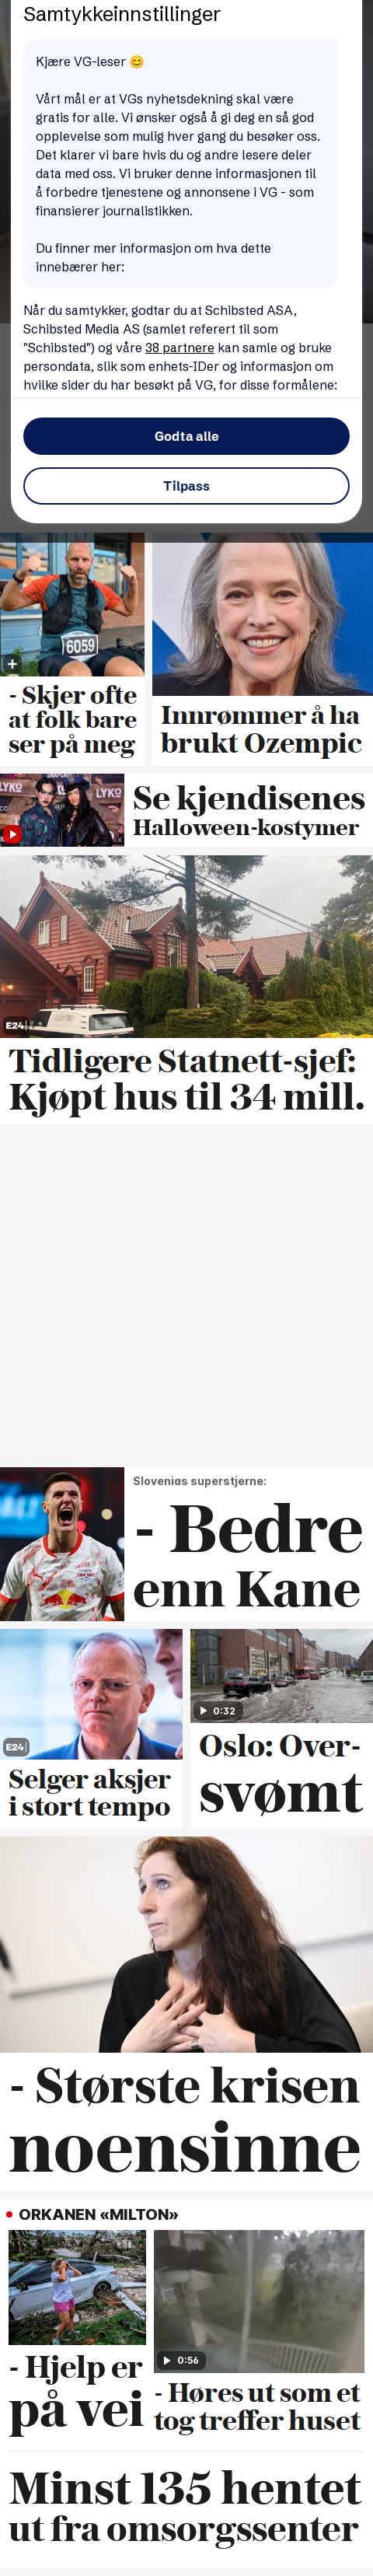 Samtykkeinnstillinger
Kjære VG-leser 😊
Vårt mål er at VGs nyhetsdekning skal være
gratis for alle. Vi ønsker også å gi deg en så god
opplevelse som mulig hver gang du besøker oss.
Det klarer vi bare hvis du og andre lesere deler
data med oss. Vi bruker denne informasjonen til
å forbedre tjenestene og annonsene i VG - som
finansierer journalistikken.
Du finner mer informasjon om hva dette
innebærer her:
Når du samtykker, godtar du at Schibsted ASA,
Schibsted Media AS (samlet referert til som
"Schibsted") og våre 38 partnere kan samle og bruke
persondata, slik som enhets-IDer og informasjon om
hvilke sider du har besøkt på VG, for disse formålene:
Godta alle
Tilpass
6059
- Skjer ofte
at folk bare
ser på meg
Innrømmer å ha
brukt Ozempic
LYKO
LYKO
Se kjendisenes
Halloween-kostymer
E24
Tidligere Statnett-sjef:
Kjøpt hus til 34 mill.
Slovenias superstjerne:
- Bedre
enn Kane
Red Bull
E24
Selger aksjer
i stort tempo
0:32
Oslo: Over-
svømt
- Største krisen
noensinne
ORKANEN «MILTON»
- Hjelp er
på vei
0:56
- Høres ut som et
tog treffer huset
Minst 135 hentet
ut fra omsorgssenter